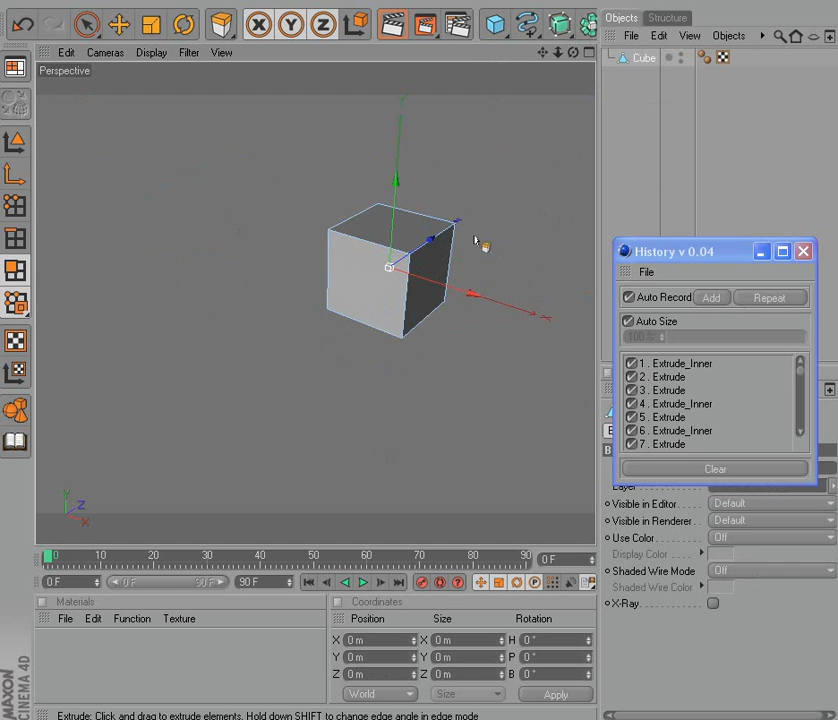 X
Y
Z
Objects
Structure
File
Edit
View
Objects
Edit
Cameras
Display
Filter
View
Perspective
Cube
History v 0.04
File
Auto Record
Add
Repeat
Auto Size
100 %
1 . Extrude_Inner
2 . Extrude
3 . Extrude
4 . Extrude_Inner
5 . Extrude
6 . Extrude_Inner
7 . Extrude
Clear
Visible in Editor
Default
Visible in Renderer
Default
Use Color
Off
Display Color
Shaded Wire Mode
Off
Shaded Wire Color
X-Ray
Y
Z
X
X
0
10
20
30
40
50
60
70
80
90
0 F
0 F
0 F
90 F
90 F
Materials
File
Edit
Function
Texture
Coordinates
Position
Size
Rotation
X
0 m
X
0 m
H
0 °
Y
0 m
Y
0 m
P
0 °
Z
0 m
Z
0 m
B
0 °
World
Size
Apply
MAXON
CINEMA 4D
Extrude: Click and drag to extrude elements. Hold down SHIFT to change edge angle in edge mode